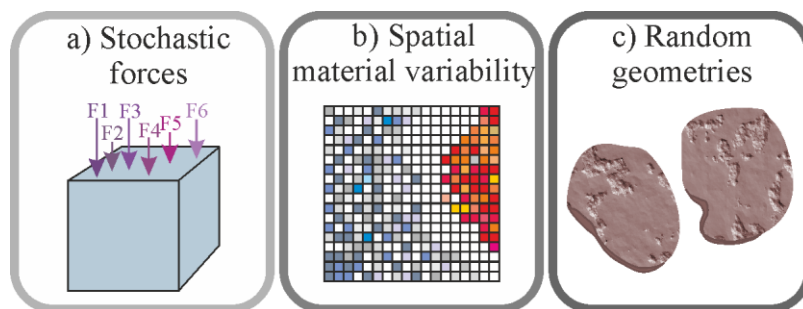 a) Stochastic
forces
F1 F3 F6
F2 F4 F5
b) Spatial
material variability
c) Random
geometries